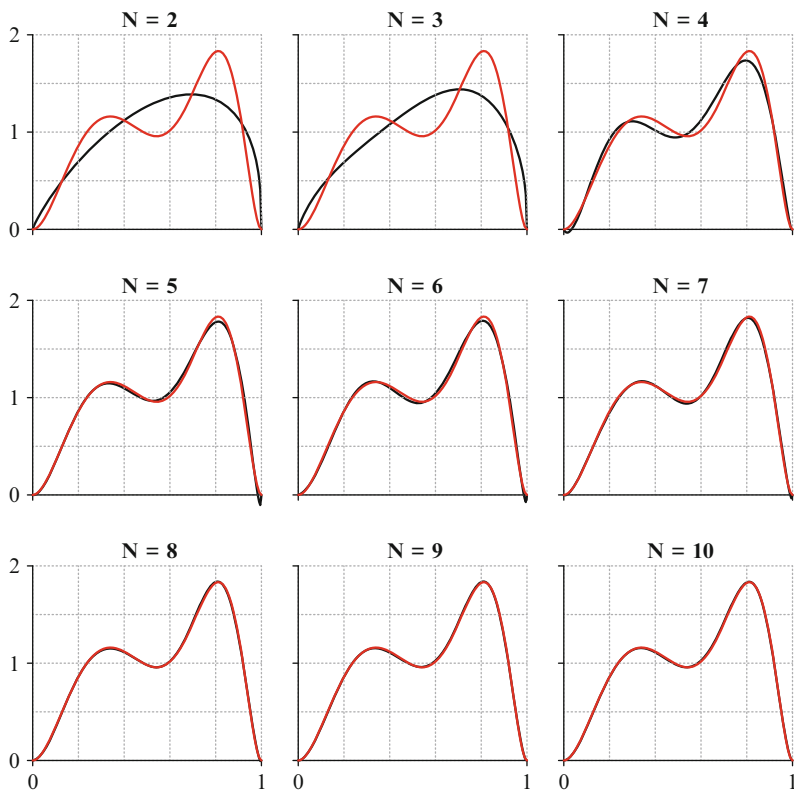 N = 2
N = 3
N = 4
2
1
0
N = 5
N = 6
N = 7
2
1
0
N = 8
N = 9
N = 10
2
1
0
0
1
0
1
0
1